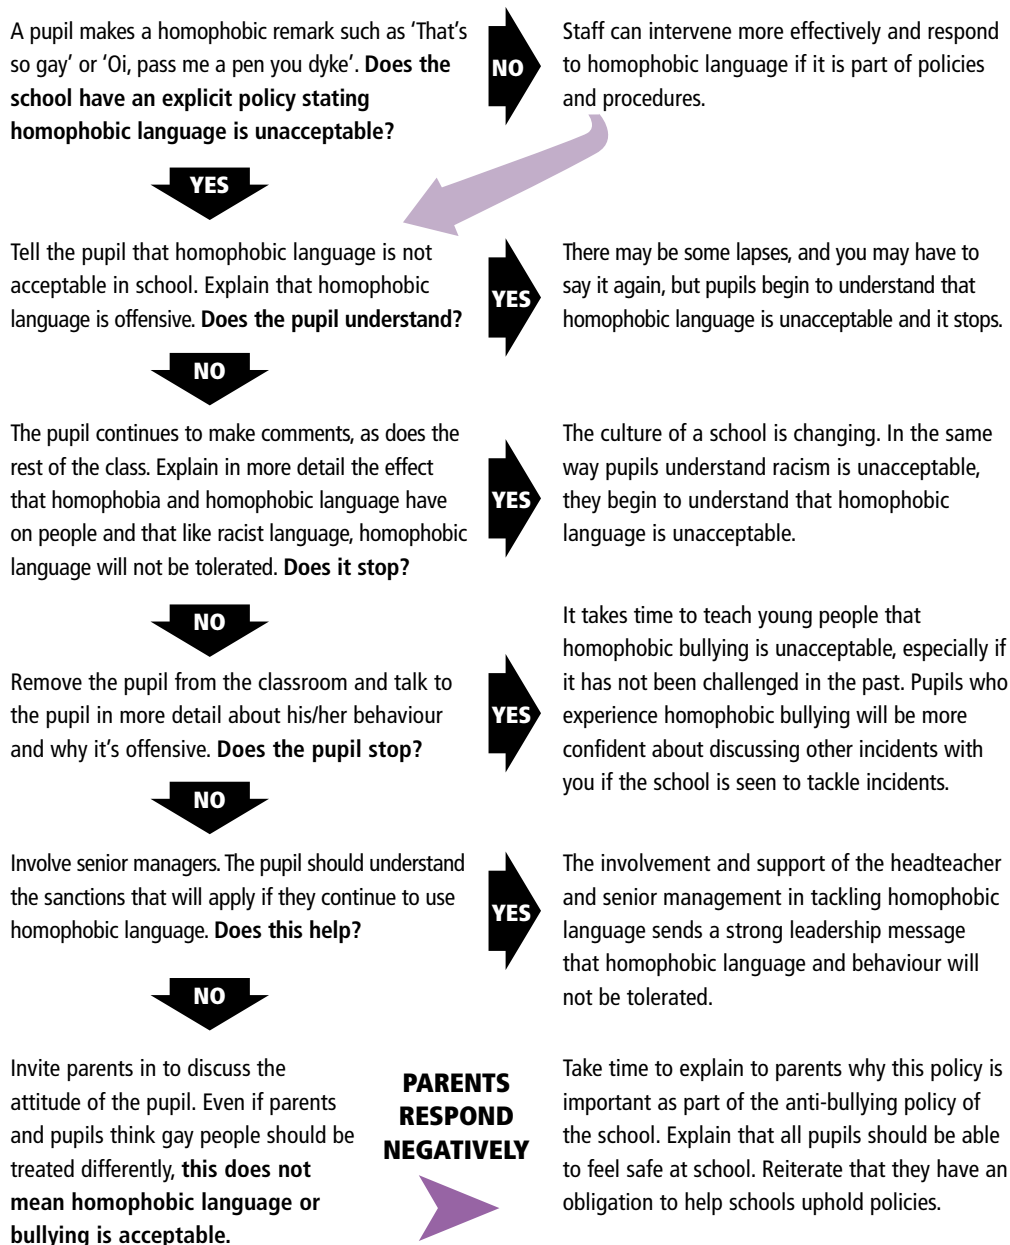 A pupil makes a homophobic remark such as ‘That’s
so gay’ or ‘Oi, pass me a pen you dyke’. Does the
school have an explicit policy stating
homophobic language is unacceptable?
NO
Staff can intervene more effectively and respond
to homophobic language if it is part of policies
and procedures.
YES
Tell the pupil that homophobic language is not
acceptable in school. Explain that homophobic
language is offensive. Does the pupil understand?
YES
There may be some lapses, and you may have to
say it again, but pupils begin to understand that
homophobic language is unacceptable and it stops.
NO
The pupil continues to make comments, as does the
rest of the class. Explain in more detail the effect
that homophobia and homophobic language have
on people and that like racist language, homophobic
language will not be tolerated. Does it stop?
YES
The culture of a school is changing. In the same
way pupils understand racism is unacceptable,
they begin to understand that homophobic
language is unacceptable.
NO
Remove the pupil from the classroom and talk to
the pupil in more detail about his/her behaviour
and why it’s offensive. Does the pupil stop?
YES
It takes time to teach young people that
homophobic bullying is unacceptable, especially if
it has not been challenged in the past. Pupils who
experience homophobic bullying will be more
confident about discussing other incidents with
you if the school is seen to tackle incidents.
NO
Involve senior managers. The pupil should understand
the sanctions that will apply if they continue to use
homophobic language. Does this help?
YES
The involvement and support of the headteacher
and senior management in tackling homophobic
language sends a strong leadership message
that homophobic language and behaviour will
not be tolerated.
NO
Invite parents in to discuss the
attitude of the pupil. Even if parents
and pupils think gay people should be
treated differently, this does not
mean homophobic language or
bullying is acceptable.
PARENTS
RESPOND
NEGATIVELY
Take time to explain to parents why this policy is
important as part of the anti-bullying policy of
the school. Explain that all pupils should be able
to feel safe at school. Reiterate that they have an
obligation to help schools uphold policies.